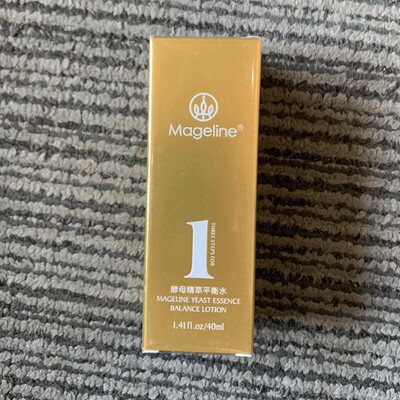 Mageline®
1
THREE STEPS FOR
酵母精萃平衡水
MAGELINE YEAST ESSENCE
BALANCE LOTION
1.41fl.oz/40ml